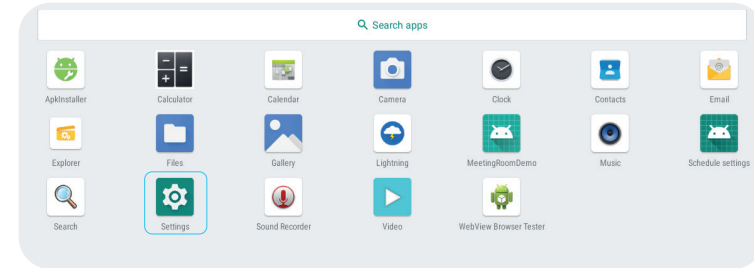 Search apps
ApkInstaller Calculator Calendar Camera Clock Contacts Email
Explorer Files Gallery Lightning MeetingRoomDemo Music Schedule settings
Search Settings Sound Recorder Video WebView Browser Tester